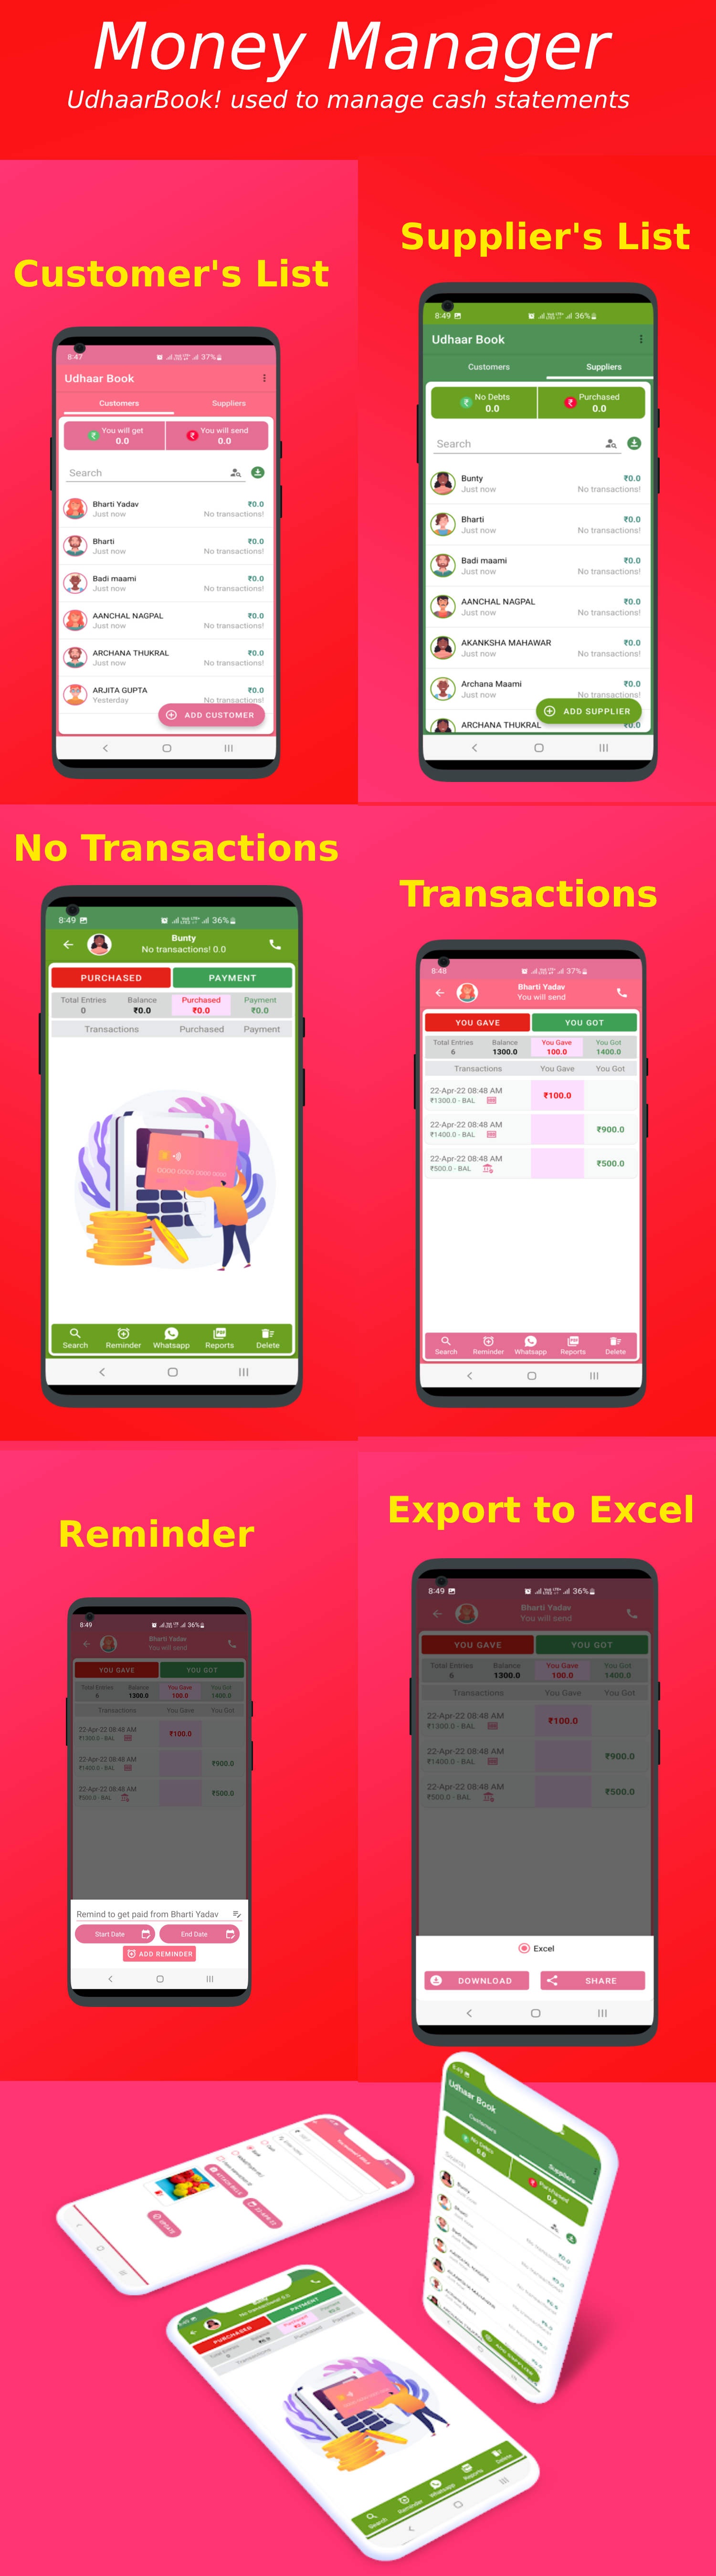 Money Manager
UdhaarBook! used to manage cash statements
Customer's List
8:47 37%
Udhaar Book
Customers Suppliers
You will get You will send
0.0 0.0
Search
Bharti Yadav ₹0.0
Just now No transactions!
Bharti ₹0.0
Just now No transactions!
Badi maami ₹0.0
Just now No transactions!
AANCHAL NAGPAL ₹0.0
Just now No transactions!
ARCHANA THUKRAL ₹0.0
Just now No transactions!
ARJITA GUPTA ₹0.0
Yesterday No transactions!
ADD CUSTOMER
Supplier's List
8:49 36%
Udhaar Book
Customers Suppliers
No Debts Purchased
0.0 0.0
Search
Bunty ₹0.0
Just now No transactions!
Bharti ₹0.0
Just now No transactions!
Badi maami ₹0.0
Just now No transactions!
AANCHAL NAGPAL ₹0.0
Just now No transactions!
AKANKSHA MAHAWAR ₹0.0
Just now No transactions!
Archana Maami ₹0.0
Just now No transactions!
ADD SUPPLIER
ARCHANA THUKRAL ₹0.0
No Transactions
8:49 36%
Bunty
No transactions! 0.0
PURCHASED PAYMENT
Total Entries Balance Purchased Payment
0 ₹0.0 ₹0.0 ₹0.0
Transactions Purchased Payment
Search Reminder Whatsapp Reports Delete
Transactions
8:48 37%
Bharti Yadav
You will send
YOU GAVE YOU GOT
Total Entries Balance You Gave You Got
6 1300.0 100.0 1400.0
Transactions You Gave You Got
22-Apr-22 08:48 AM
₹1300.0 - BAL ₹100.0
22-Apr-22 08:48 AM
₹1400.0 - BAL ₹900.0
22-Apr-22 08:48 AM
₹500.0 - BAL ₹500.0
Search Reminder Whatsapp Reports Delete
Reminder
8:49 36%
Bharti Yadav
You will send
YOU GAVE YOU GOT
Total Entries Balance You Gave You Got
6 1300.0 100.0 1400.0
Transactions You Gave You Got
22-Apr-22 08:48 AM
₹1300.0 - BAL ₹100.0
22-Apr-22 08:48 AM
₹1400.0 - BAL ₹900.0
22-Apr-22 08:48 AM
₹500.0 - BAL ₹500.0
Remind to get paid from Bharti Yadav
Start Date End Date
ADD REMINDER
Export to Excel
8:49 36%
Bharti Yadav
You will send
YOU GAVE YOU GOT
Total Entries Balance You Gave You Got
6 1300.0 100.0 1400.0
Transactions You Gave You Got
22-Apr-22 08:48 AM
₹1300.0 - BAL ₹100.0
22-Apr-22 08:48 AM
₹1400.0 - BAL ₹900.0
22-Apr-22 08:48 AM
₹500.0 - BAL ₹500.0
Excel
DOWNLOAD SHARE
Udhaar Book
Customers Suppliers
No Debts Purchased
0.0 0.0
Search
Bunty
ADD SUPPLIER
PURCHASED PAYMENT
Total Entries Balance Purchased
Transactions Purchased Payment
Search Reminder Whatsapp Reports Delete